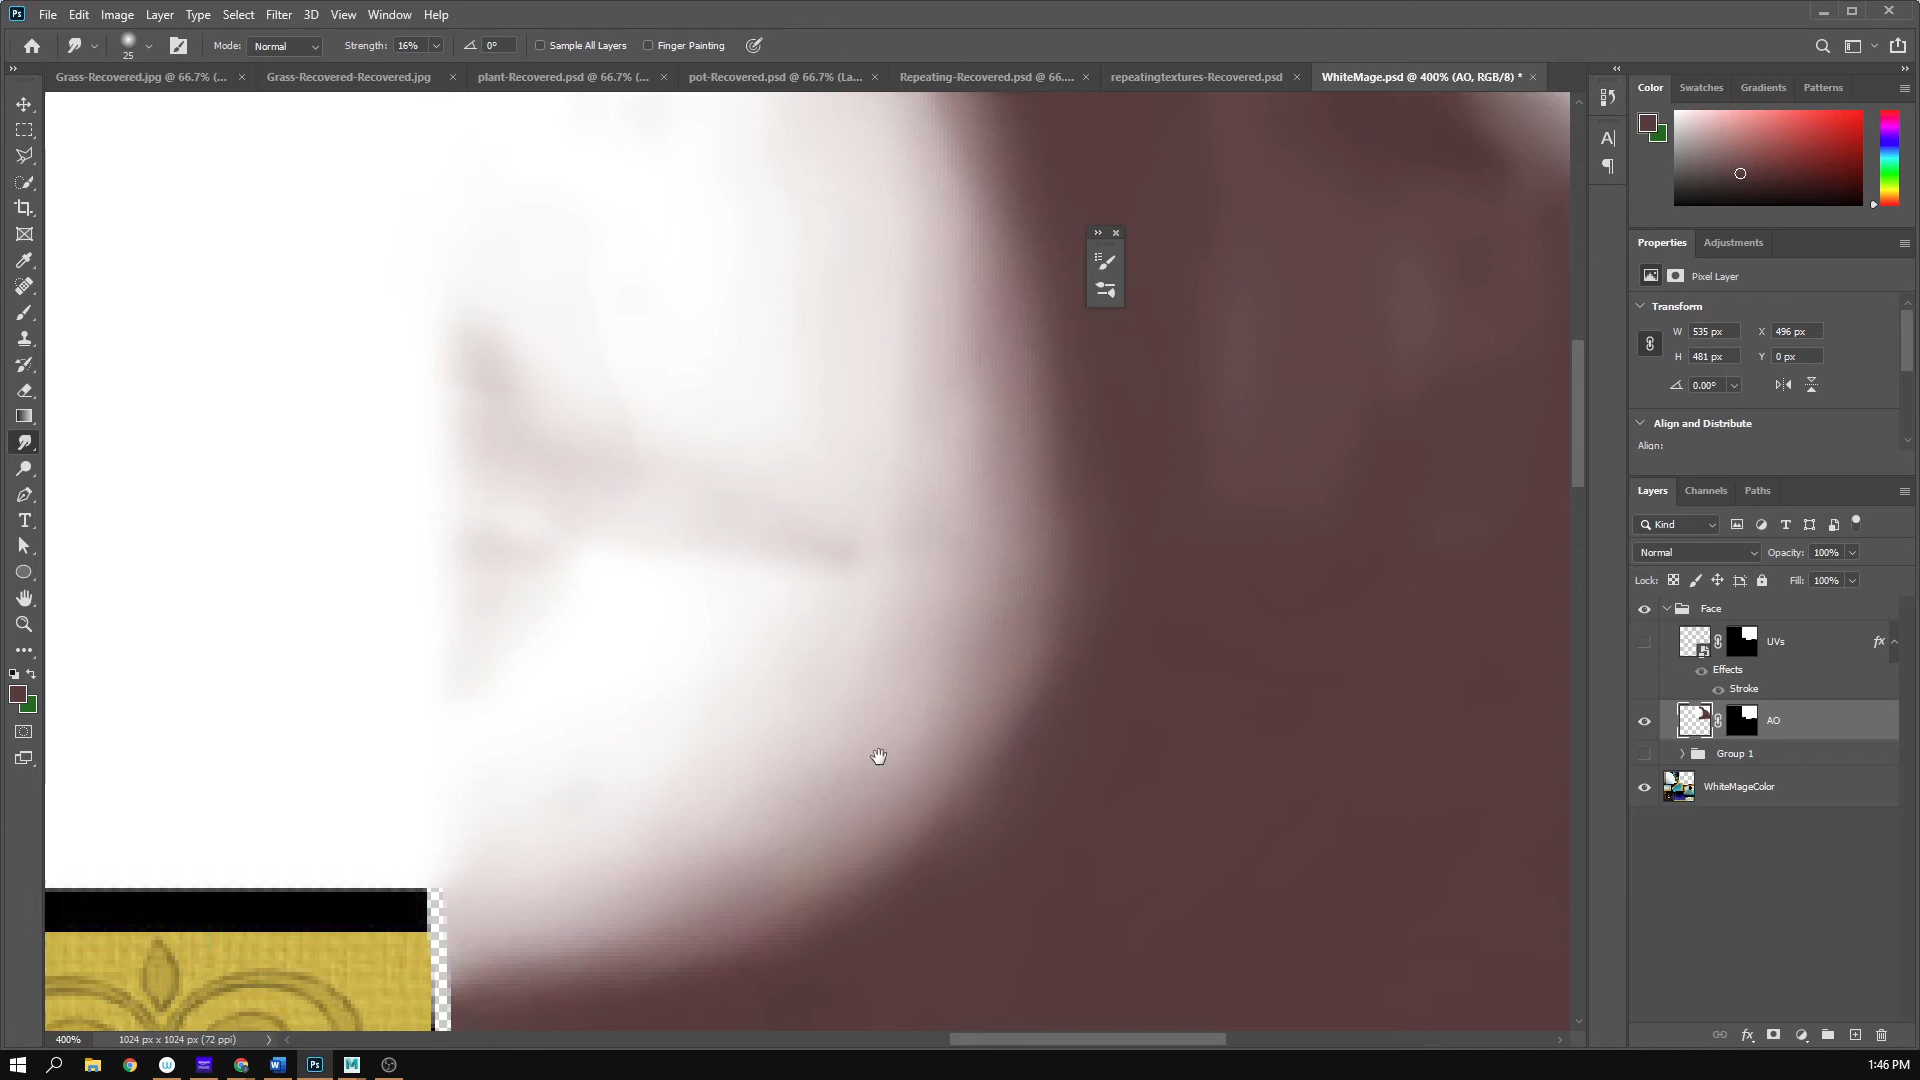 Ps File Edit Image Layer Type Select Filter 3D View Window Help
25 Mode: Normal Strength: 16% 0° Sample All Layers Finger Painting
Grass-Recovered.jpg @ 66.7% (... × Grass-Recovered-Recovered.jpg × plant-Recovered.psd @ 66.7% (... × pot-Recovered.psd @ 66.7% (La... × Repeating-Recovered.psd @ 66.... × repeatingtextures-Recovered.psd × WhiteMage.psd @ 400% (AO, RGB/8) * ×
Color Swatches Gradients Patterns
Properties Adjustments
Pixel Layer
Transform
W 535 px X 496 px
H 481 px Y 0 px
0.00°
Align and Distribute
Align:
Layers Channels Paths
Kind
Normal Opacity: 100%
Lock: Fill: 100%
Face
UVs fx
Effects
Stroke
AO
Group 1
WhiteMageColor
400% 1024 px x 1024 px (72 ppi)
fx
1:46 PM